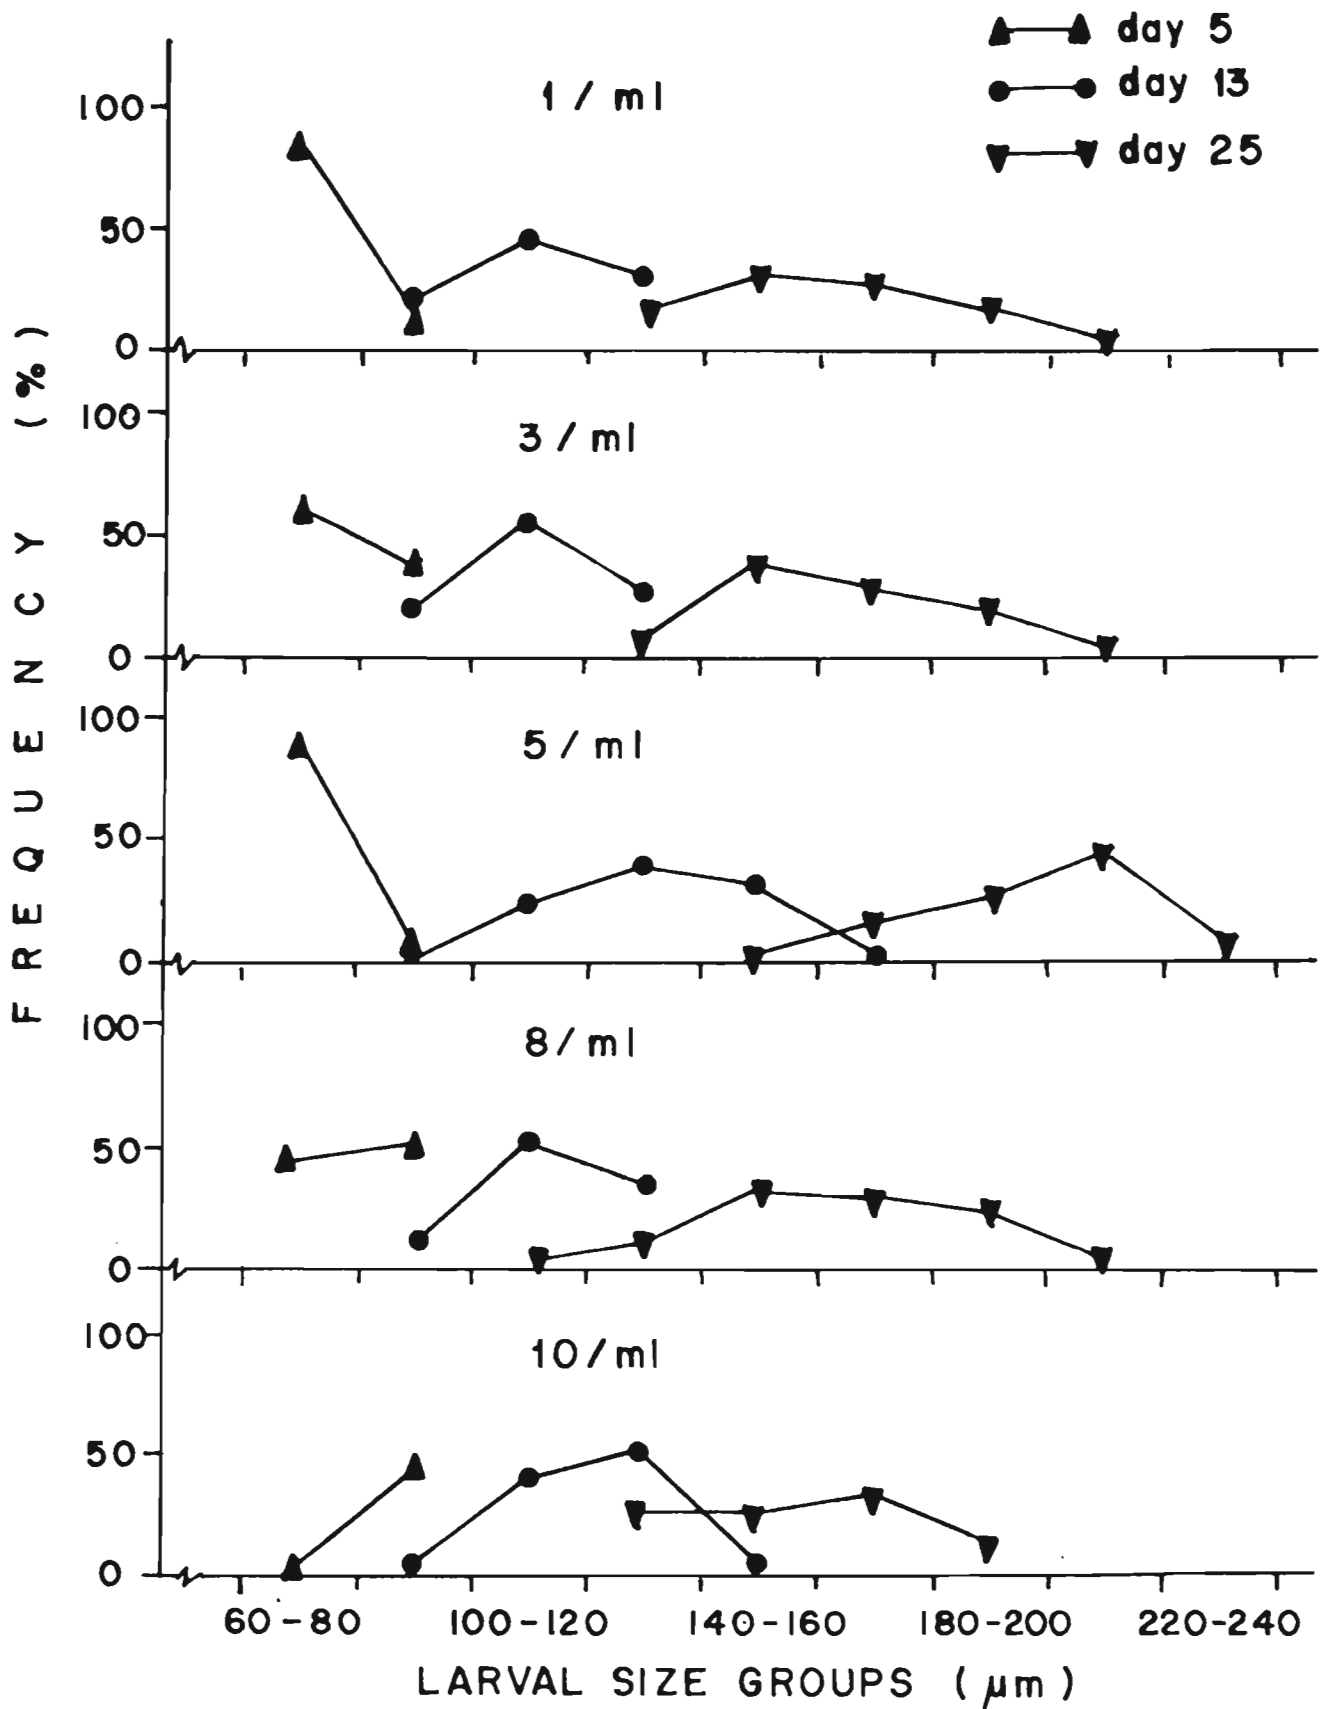 day 5
day 13
day 25
1 / ml
100
50
0
3 / ml
100
50
0
5 / ml
100
50
0
8 / ml
100
50
0
10 / ml
100
50
0
FREQUENCY (%)
60-80 100-120 140-160 180-200 220-240
LARVAL SIZE GROUPS (μm)